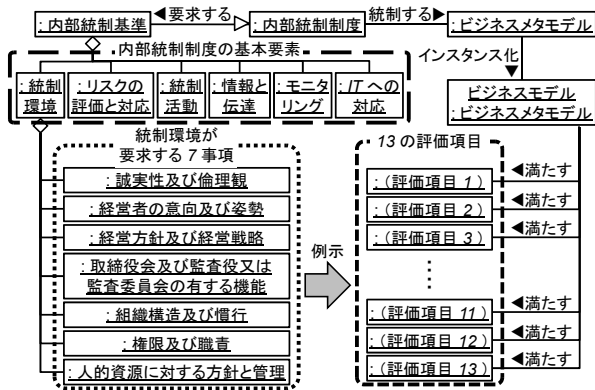 ◀要求する
統制する▶
: 内部統制基準
: 内部統制制度
: ビジネスメタモデル
内部統制制度の基本要素
インスタンス化
▼
: 統制
環境
: リスクの
評価と対応
: 統制
活動
: 情報と
伝達
: モニタ
リング
: IT への
対応
ビジネスモデル
: ビジネスメタモデル
統制環境が
要求する 7 事項
: 誠実性及び倫理観
: 経営者の意向及び姿勢
: 経営方針及び経営戦略
: 取締役会及び監査役又は
監査委員会の有する機能
: 組織構造及び慣行
: 権限及び職責
: 人的資源に対する方針と管理
例示
13 の評価項目
◀満たす
: (評価項目 1)
◀満たす
: (評価項目 2)
◀満たす
: (評価項目 3)
⋮
◀満たす
: (評価項目 11)
◀満たす
: (評価項目 12)
◀満たす
: (評価項目 13)